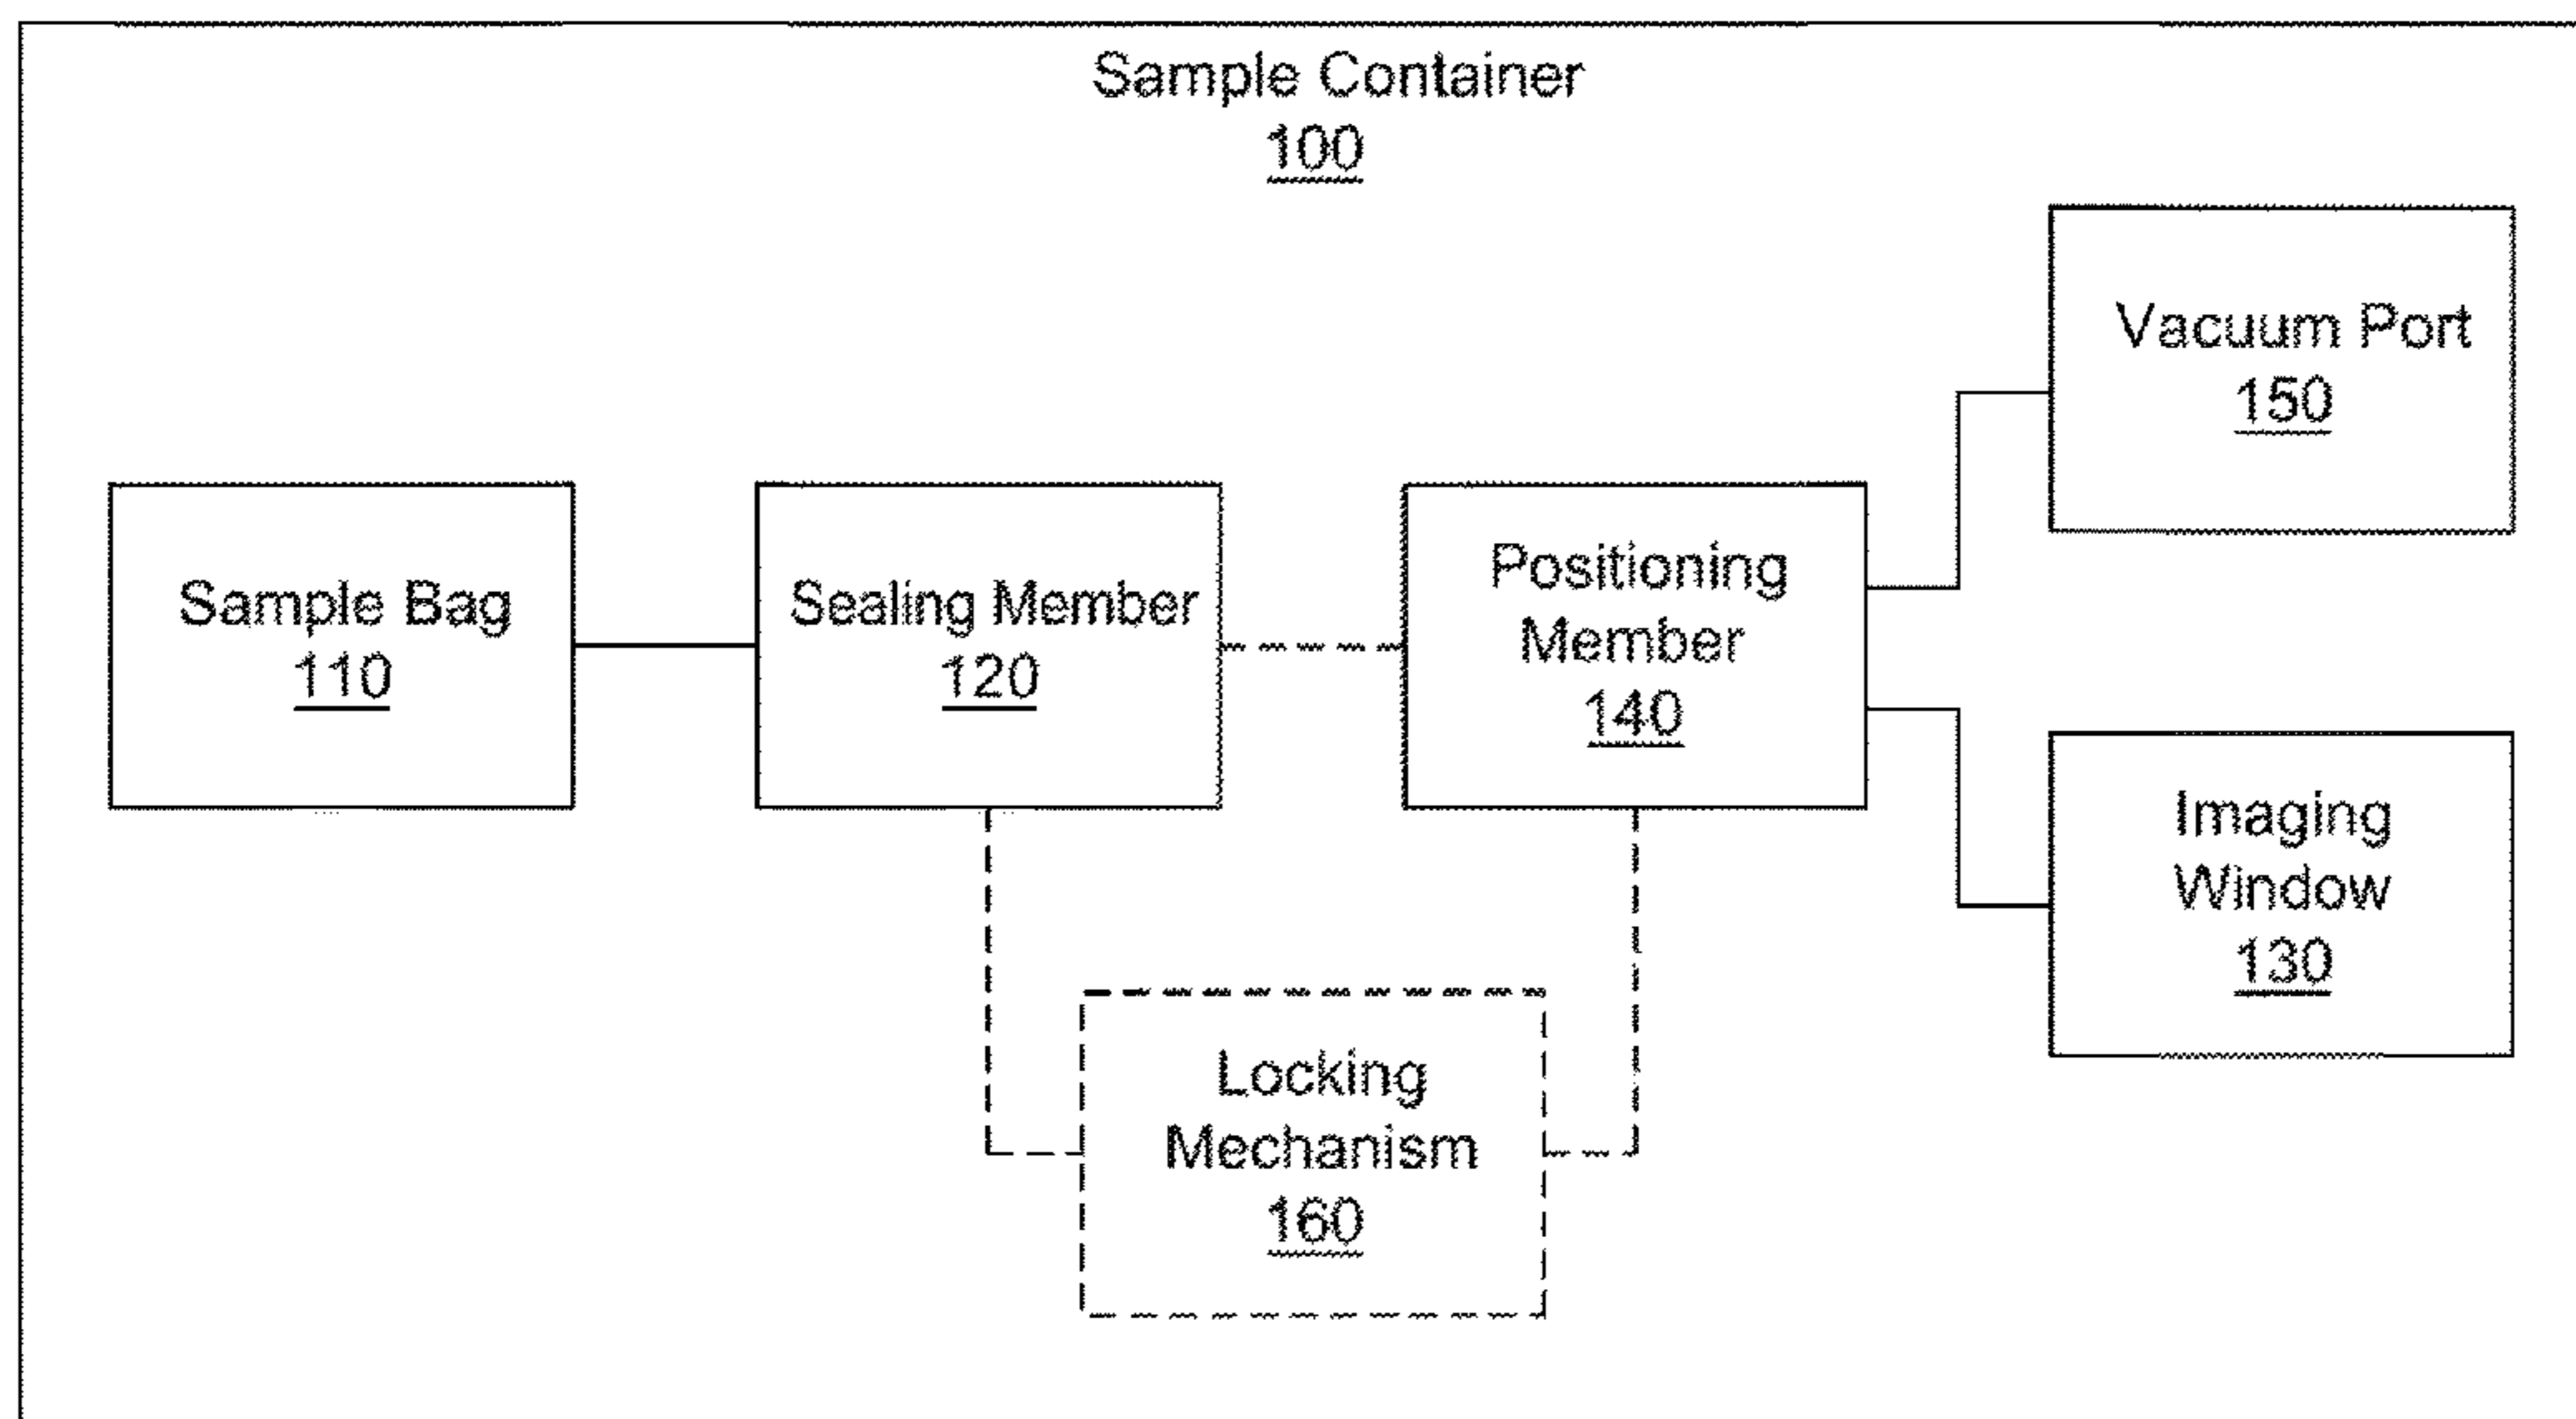 Sample Container
100
Vacuum Port
150
Sample Bag
110
Sealing Member
120
Positioning
Member
140
Imaging
Window
130
Locking
Mechanism
160